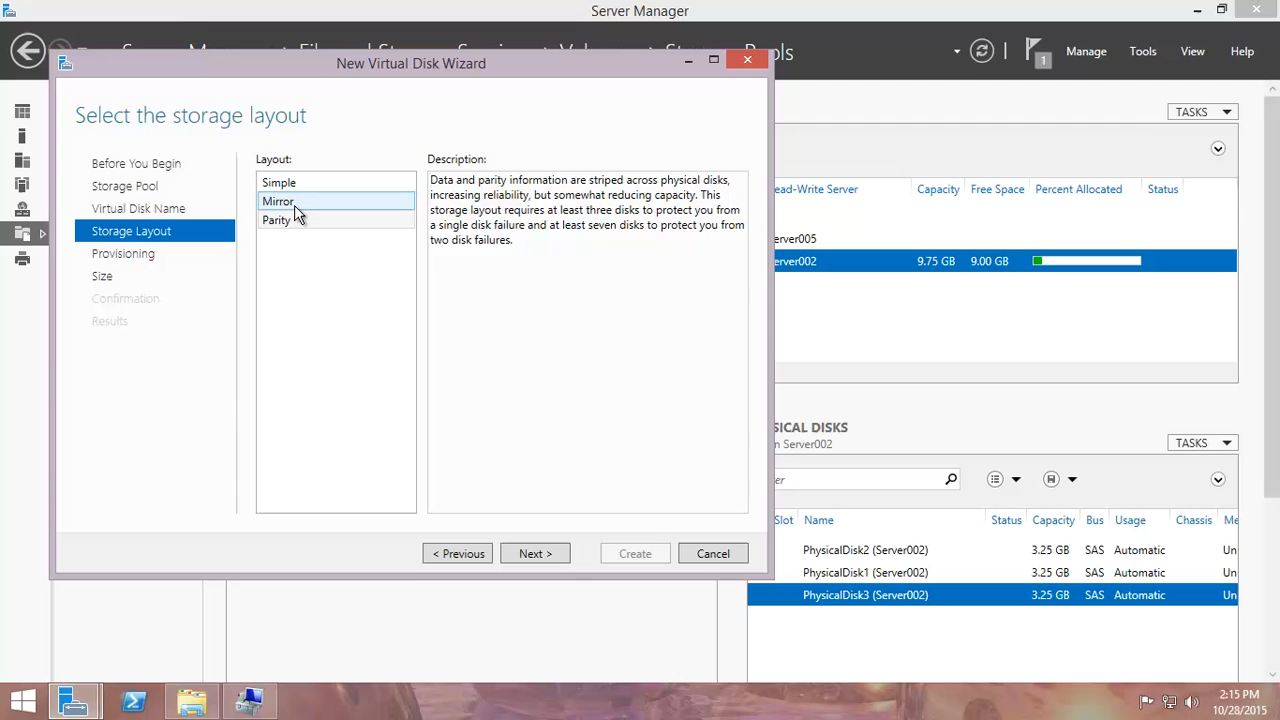 Server Manager
Manage
Tools
View
Help
1
New Virtual Disk Wizard
Select the storage layout
Before You Begin
Storage Pool
Virtual Disk Name
Storage Layout
Provisioning
Size
Confirmation
Results
Layout:
Simple
Mirror
Parity
Description:
Data and parity information are striped across physical disks,
increasing reliability, but somewhat reducing capacity. This
storage layout requires at least three disks to protect you from
a single disk failure and at least seven disks to protect you from
two disk failures.
< Previous
Next >
Create
Cancel
TASKS
ead-Write Server
Capacity
Free Space
Percent Allocated
Status
erver005
erver002
9.75 GB
9.00 GB
SICAL DISKS
n Server002
TASKS
er
Slot
Name
Status
Capacity
Bus
Usage
Chassis
Me
PhysicalDisk2 (Server002)
3.25 GB
SAS
Automatic
Un
PhysicalDisk1 (Server002)
3.25 GB
SAS
Automatic
Un
PhysicalDisk3 (Server002)
3.25 GB
SAS
Automatic
Un
2:15 PM
10/28/2015